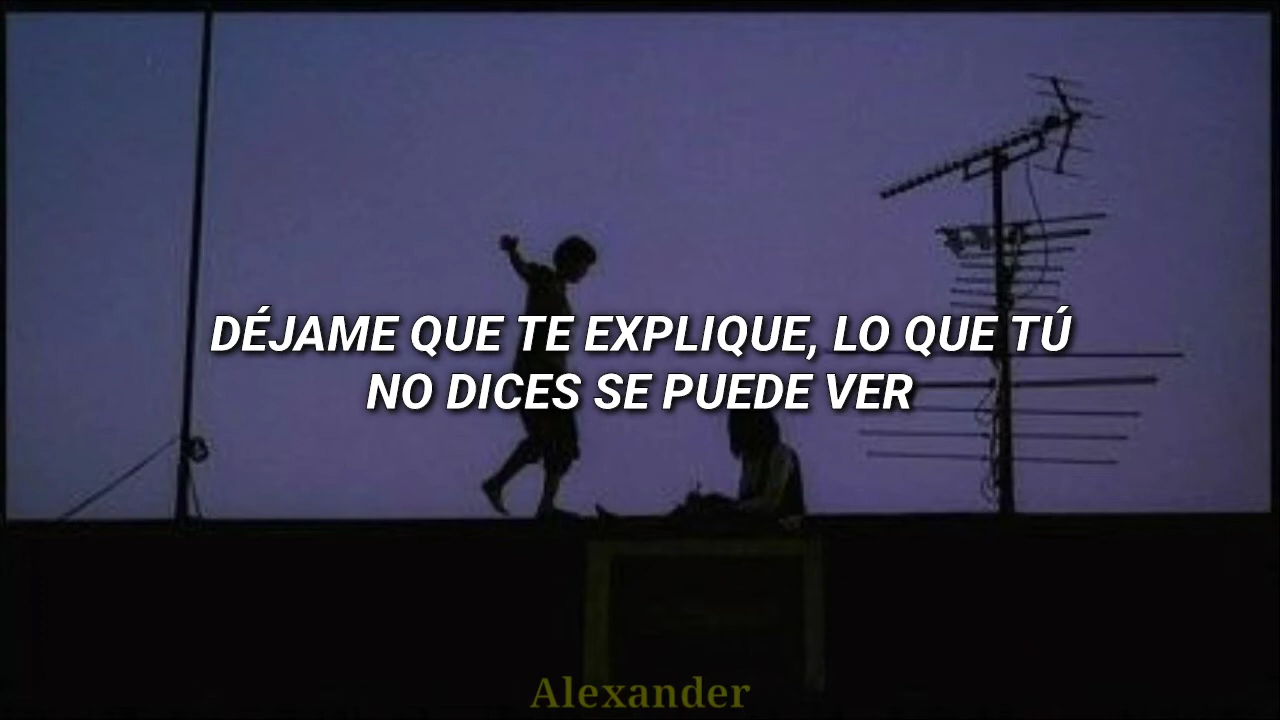 DÉJAME QUE TE EXPLIQUE, LO QUE TÚ
NO DICES SE PUEDE VER
Alexander